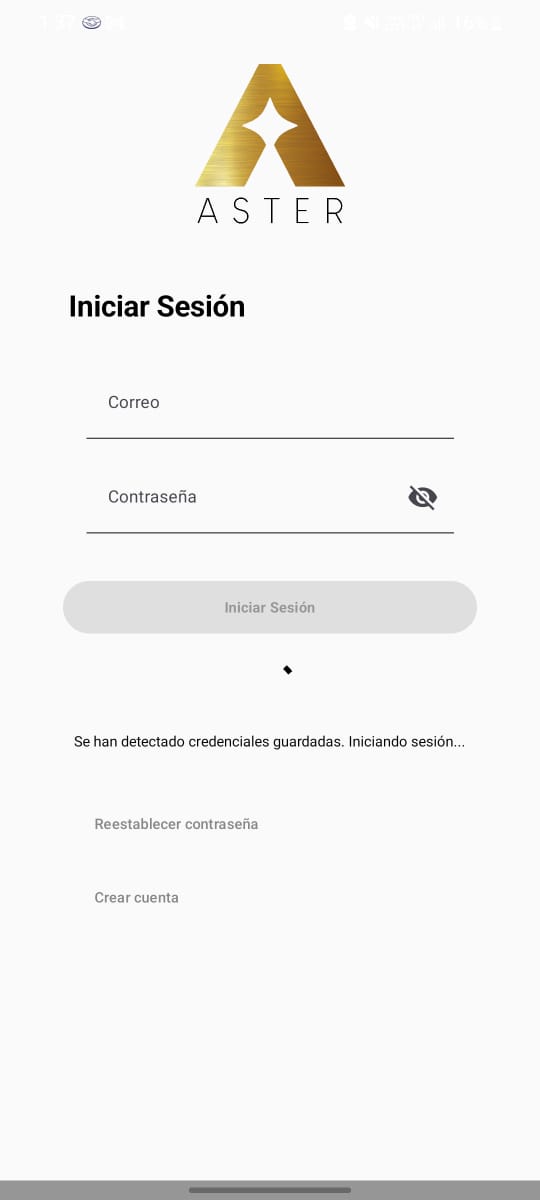 ASTER
Iniciar Sesión
Correo
Contraseña
Iniciar Sesión
Se han detectado credenciales guardadas. Iniciando sesión...
Reestablecer contraseña
Crear cuenta